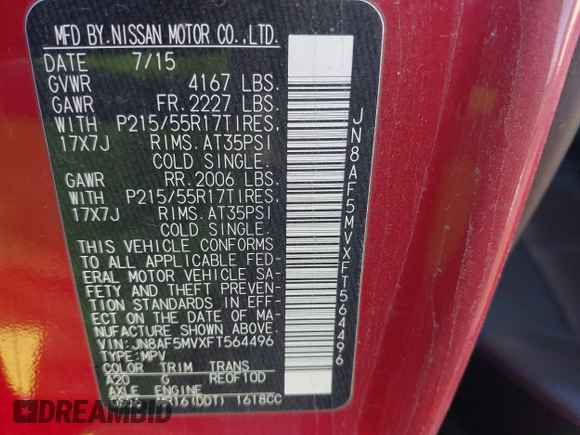 MFD BY.NISSAN MOTOR CO.,LTD.
DATE 7/15
GVWR 4167 LBS.
GAWR FR.2227 LBS.
WITH P215/55R17TIRES,
17X7J RIMS.AT35PSI
COLD SINGLE.
GAWR RR.2006 LBS.
WITH P215/55R17TIRES,
17X7J RIMS.AT35PSI
COLD SINGLE.
THIS VEHICLE CONFORMS
TO ALL APPLICABLE FED-
ERAL MOTOR VEHICLE SA-
FETY AND THEFT PREVEN-
TION STANDARDS IN EFF-
ECT ON THE DATE OF MA-
NUFACTURE SHOWN ABOVE.
VIN:JN8AF5MVXFT564496
TYPE:MPV
COLOR TRIM TRANS
A20 G RE0F10D
AXLE ENGINE
MR16(DDT) 1618CC
JN8AF5MVXFT564496
DREAMBID